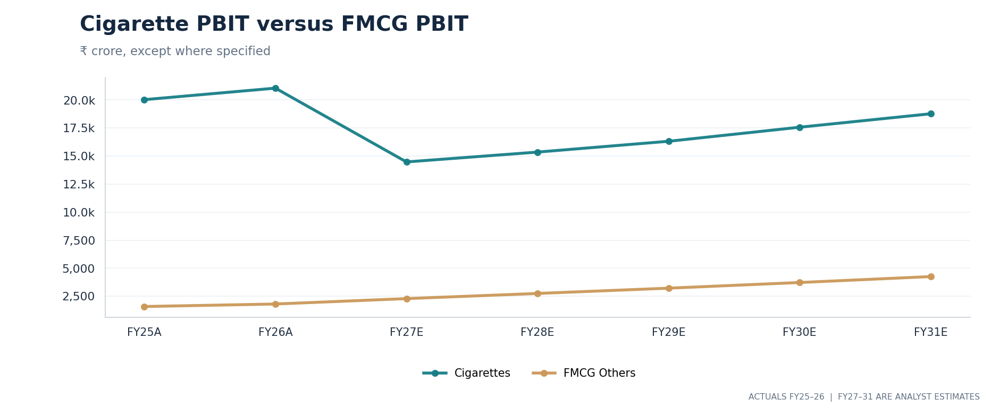 Cigarette PBIT versus FMCG PBIT
₹ crore, except where specified
20.0k
17.5k
15.0k
12.5k
10.0k
7,500
5,000
2,500
FY25A FY26A FY27E FY28E FY29E FY30E FY31E
Cigarettes FMCG Others
ACTUALS FY25–26 | FY27–31 ARE ANALYST ESTIMATES